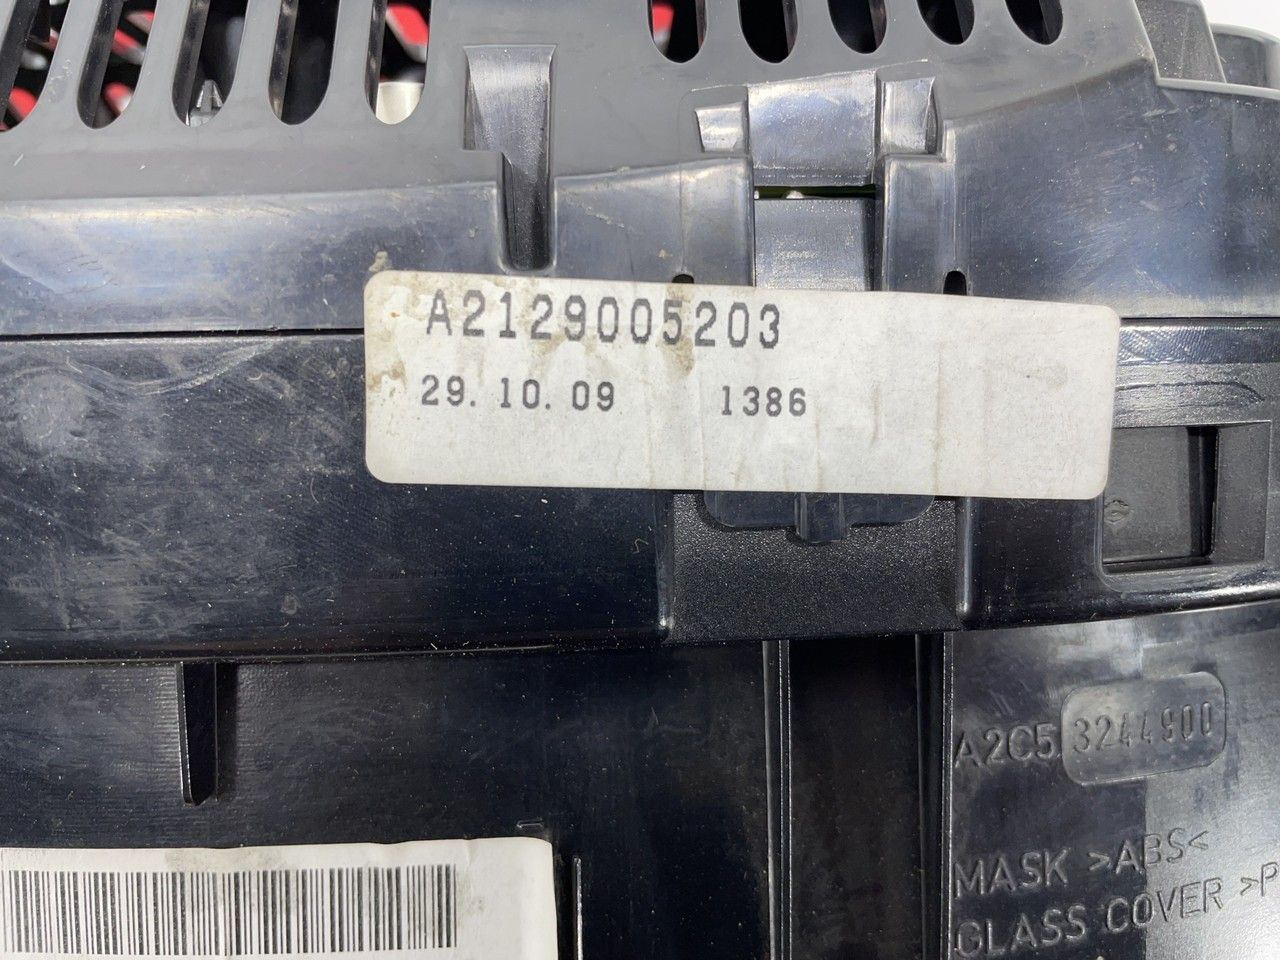 A2129005203
29.10.09 1386
A2C5 3244900
MASK >ABS<
GLASS COVER >P